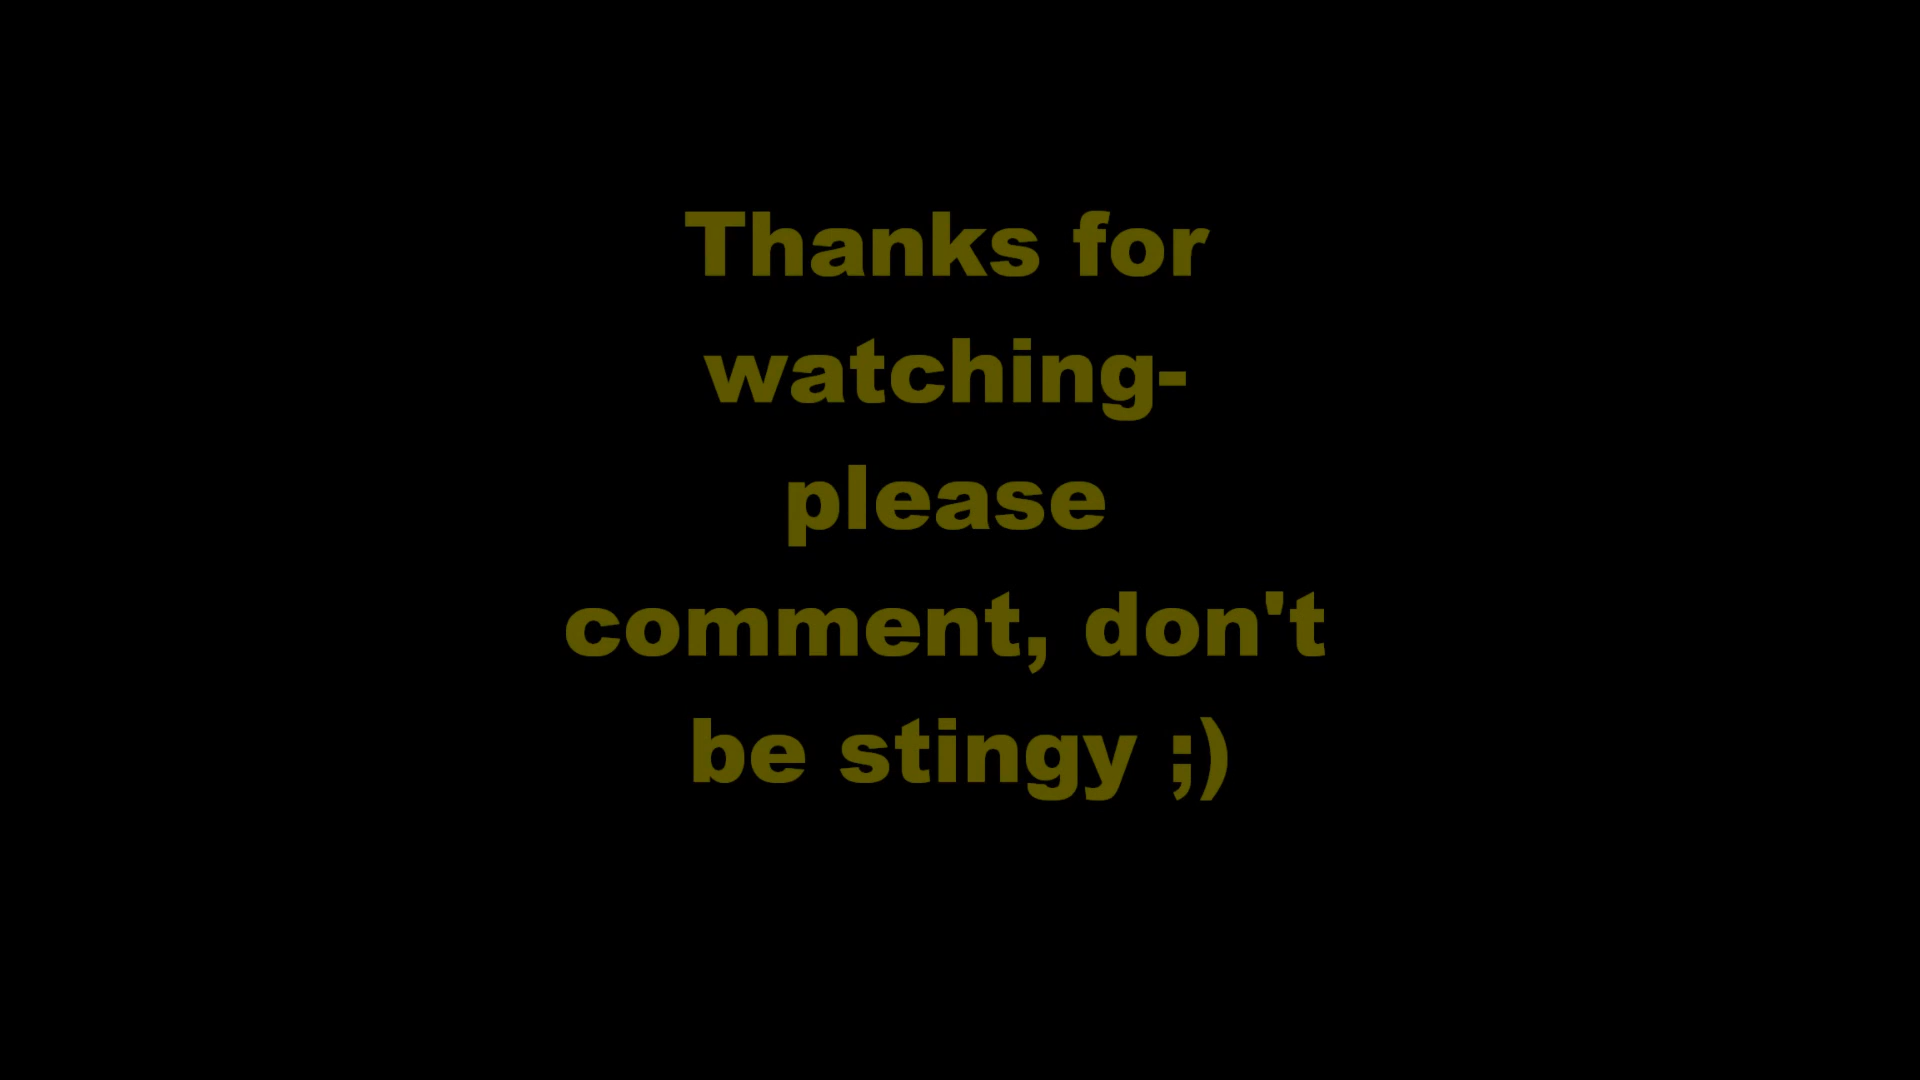 Thanks for
watching-
please
comment, don't
be stingy ;)